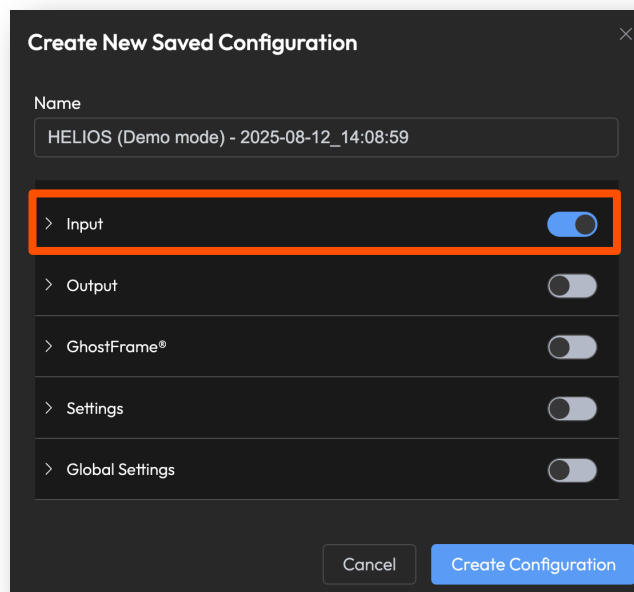 Create New Saved Configuration
Name
HELIOS (Demo mode) - 2025-08-12_14:08:59
Input
Output
GhostFrame®
Settings
Global Settings
Cancel
Create Configuration